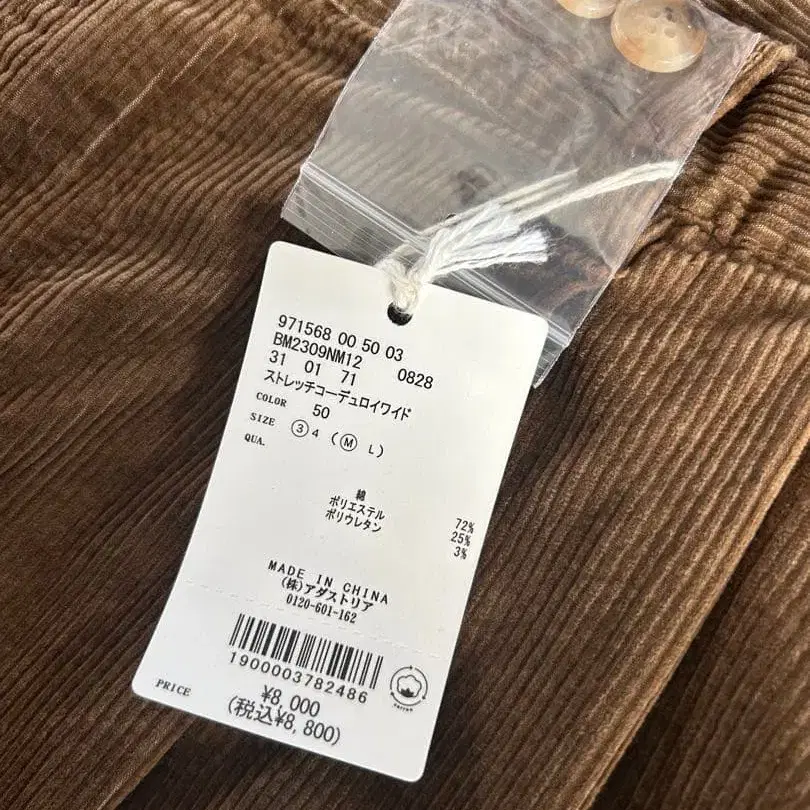 971568 00 50 03
BM2309NM12 0828
31 01 71
ストレッチコーデュロイワイド
COLOR 50
SIZE ③ 4 ( Ⓜ L )
QUA.
綿 72%
ポリエステル 25%
ポリウレタン 3%
MADE IN CHINA
(株)アダストリア
0120-601-162
1900003782486
PRICE ¥8,000
(税込¥8,800)